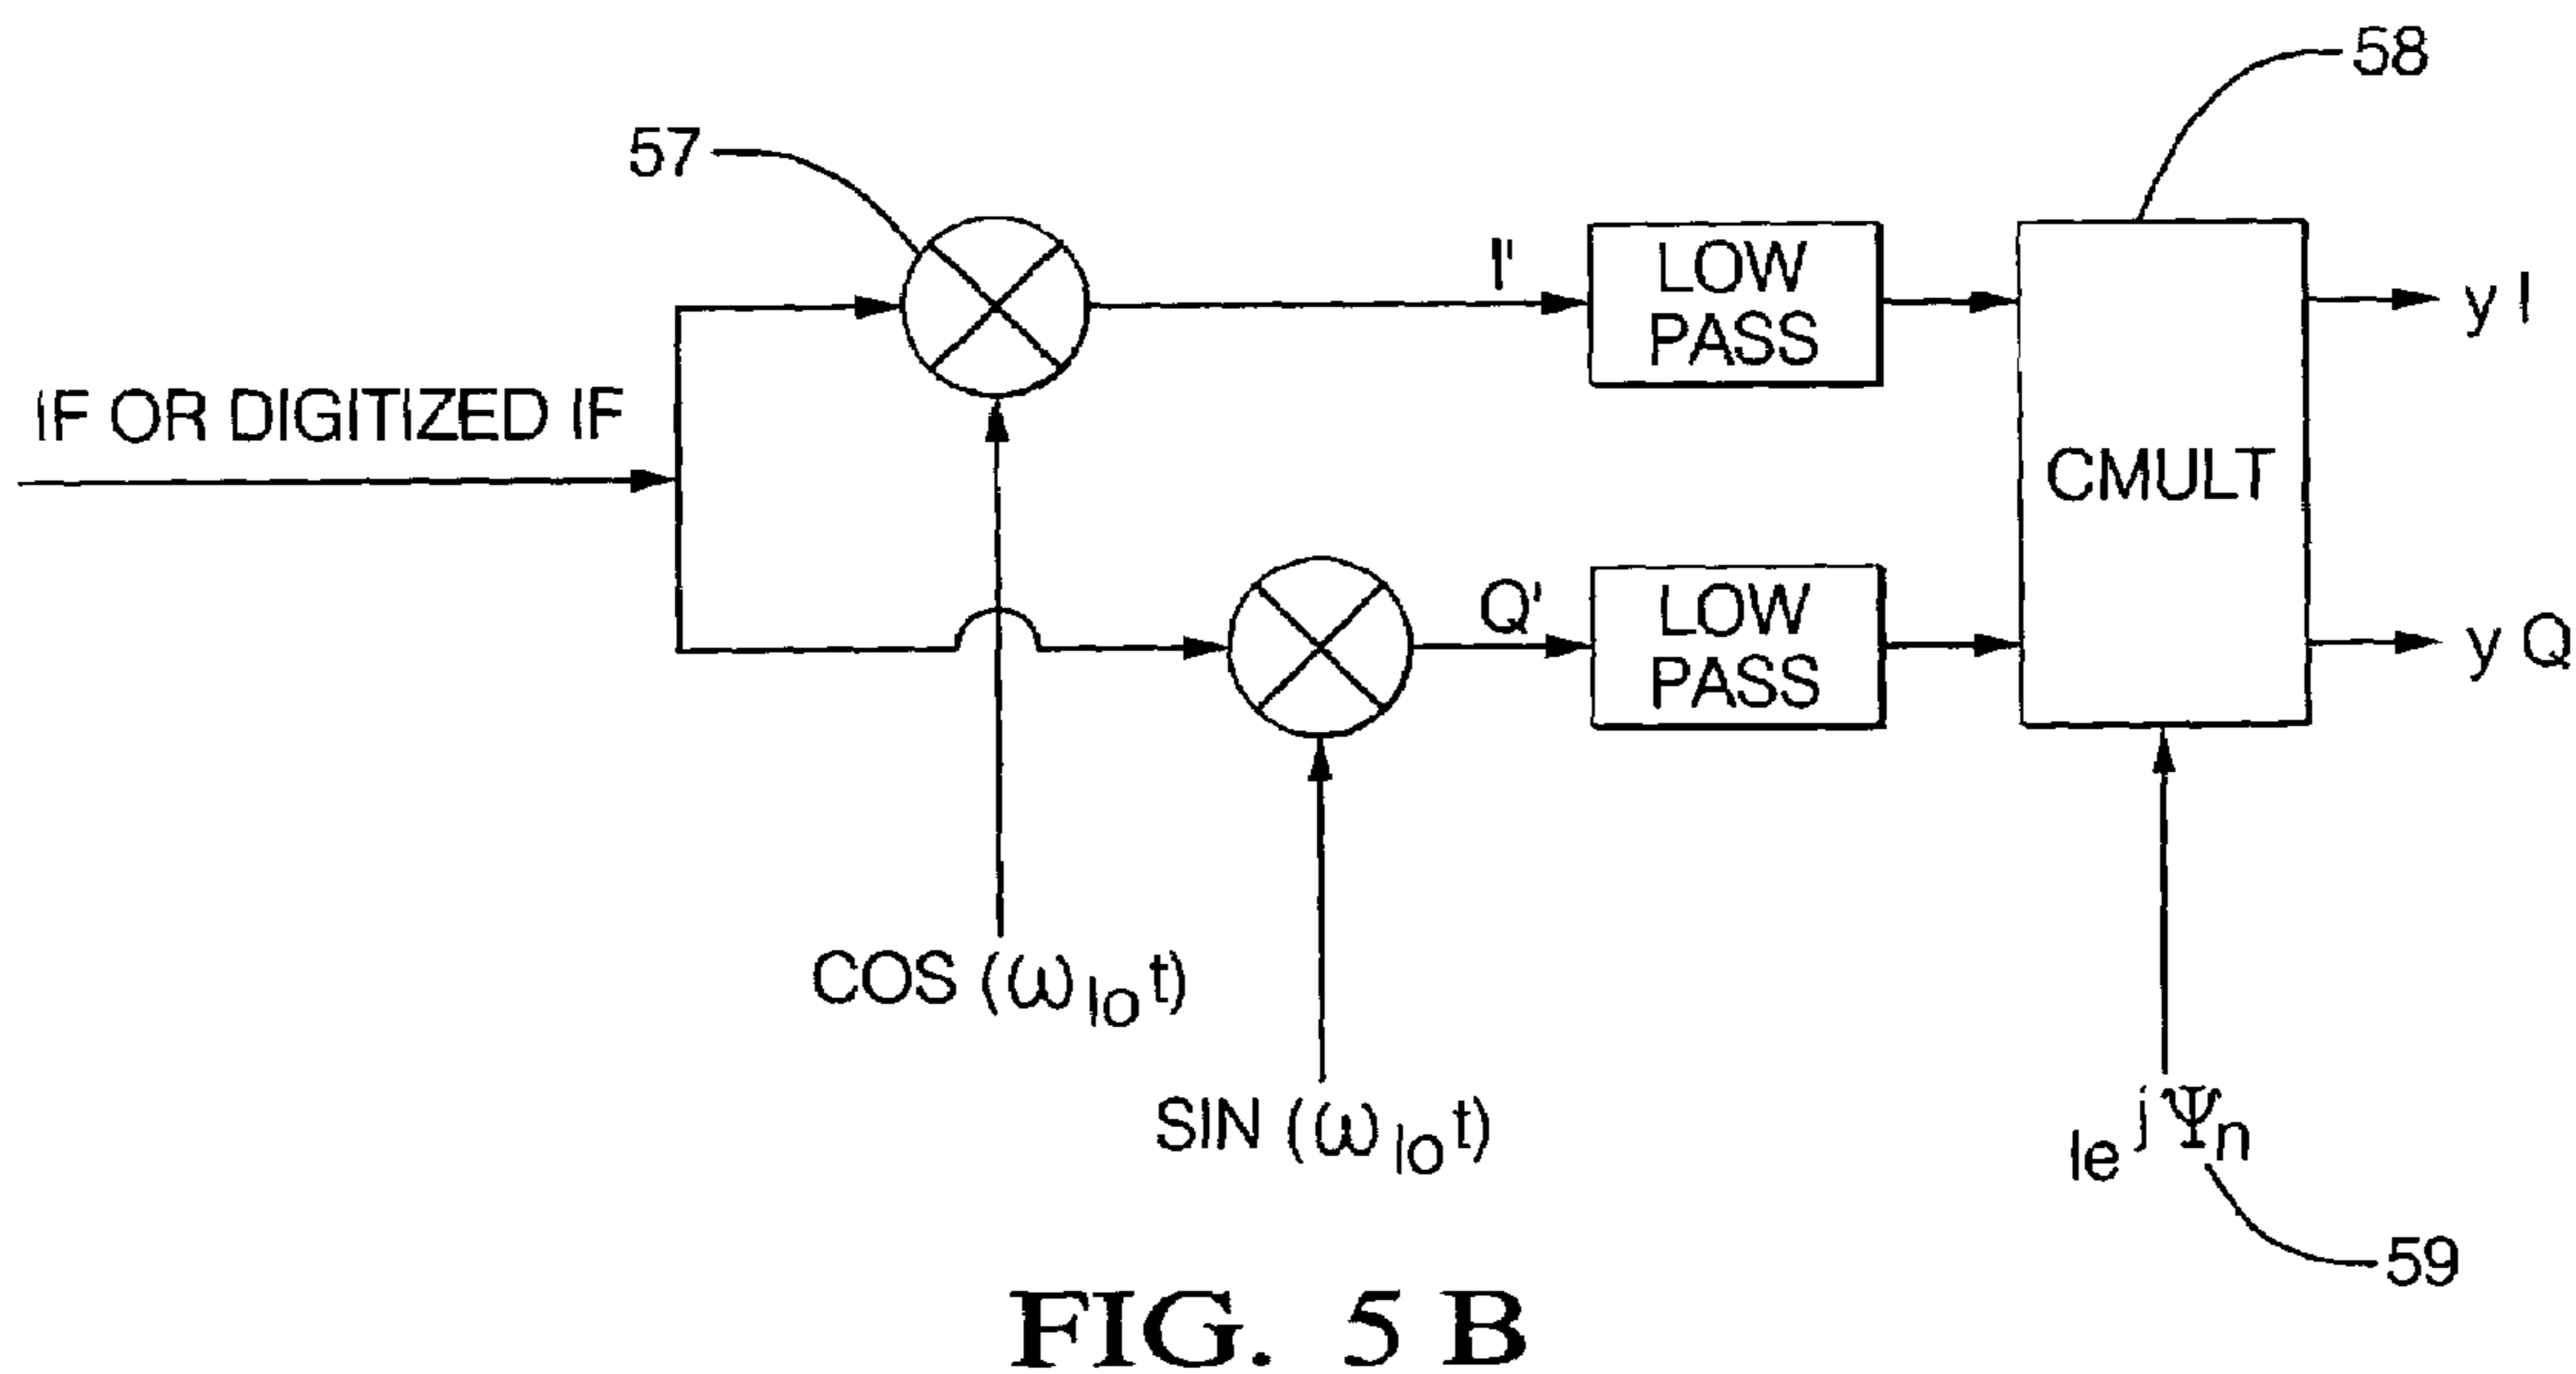 58
57
I'
LOW
PASS
y I
IF OR DIGITIZED IF
CMULT
Q'
LOW
PASS
y Q
COS (ω lo t)
SIN (ω lo t)
Ie j Ψn
59
FIG. 5 B